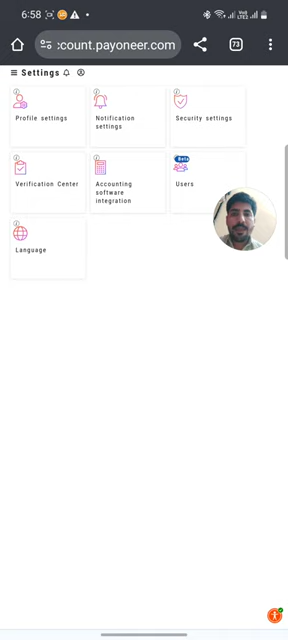 6:58
:count.payoneer.com
73
Settings
Profile settings
Notification
settings
Security settings
Verification Center
Accounting
software
integration
Beta
Users
Language